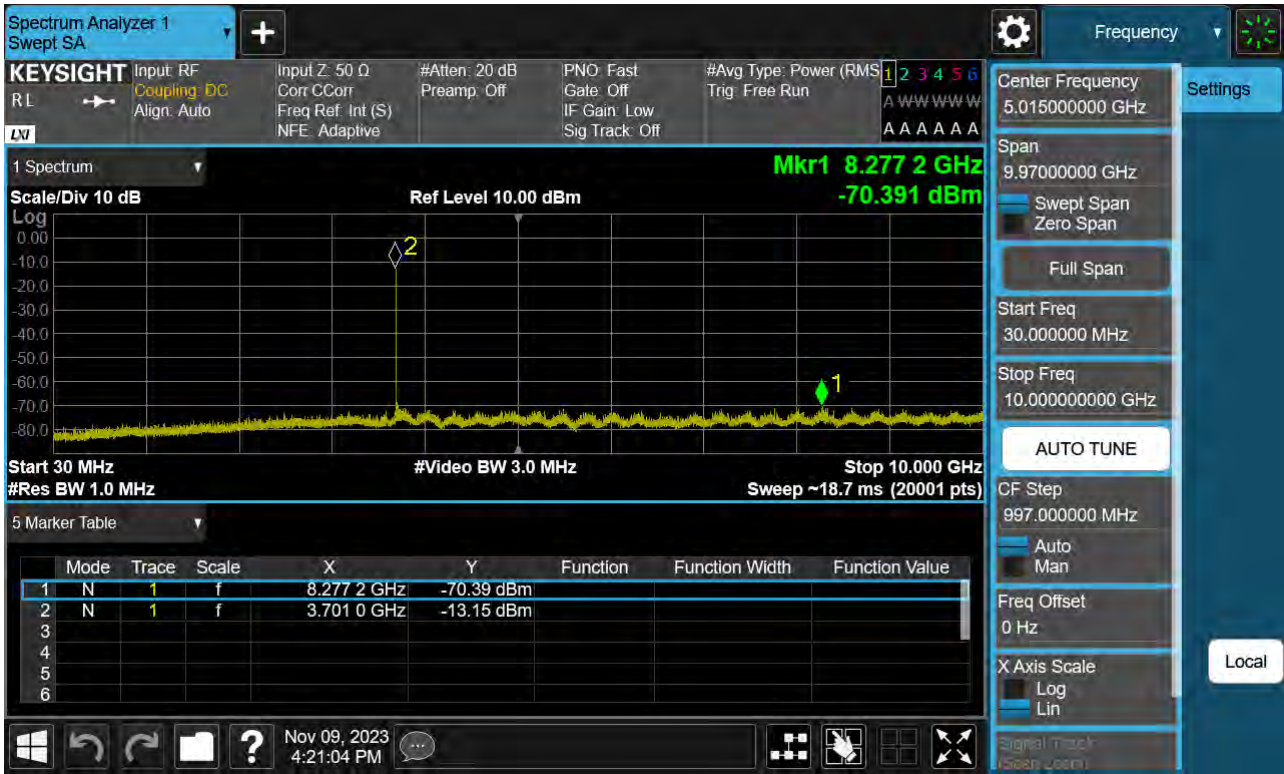 Spectrum Analyzer 1
Swept SA
+
Frequency
KEYSIGHT
RL
LXI
Input: RF
Coupling: DC
Align: Auto
Input Z: 50 Ω
Corr CCorr
Freq Ref: Int (S)
NFE: Adaptive
#Atten: 20 dB
Preamp: Off
PNO: Fast
Gate: Off
IF Gain: Low
Sig Track: Off
#Avg Type: Power (RMS
Trig: Free Run
1 2 3 4 5 6
A W W W W W
A A A A A A
1 Spectrum
Mkr1 8.277 2 GHz
-70.391 dBm
Scale/Div 10 dB
Ref Level 10.00 dBm
Log
0.00
-10.0
-20.0
-30.0
-40.0
-50.0
-60.0
-70.0
-80.0
2
1
Start 30 MHz
#Video BW 3.0 MHz
Stop 10.000 GHz
#Res BW 1.0 MHz
Sweep ~18.7 ms (20001 pts)
5 Marker Table
Mode Trace Scale X Y Function Function Width Function Value
1 N 1 f 8.277 2 GHz -70.39 dBm
2 N 1 f 3.701 0 GHz -13.15 dBm
3
4
5
6
Center Frequency
5.015000000 GHz
Span
9.97000000 GHz
Swept Span
Zero Span
Full Span
Start Freq
30.000000 MHz
Stop Freq
10.000000000 GHz
AUTO TUNE
CF Step
997.000000 MHz
Auto
Man
Freq Offset
0 Hz
X Axis Scale
Log
Lin
Signal Track
(Span Zoom)
Settings
Local
?
Nov 09, 2023
4:21:04 PM